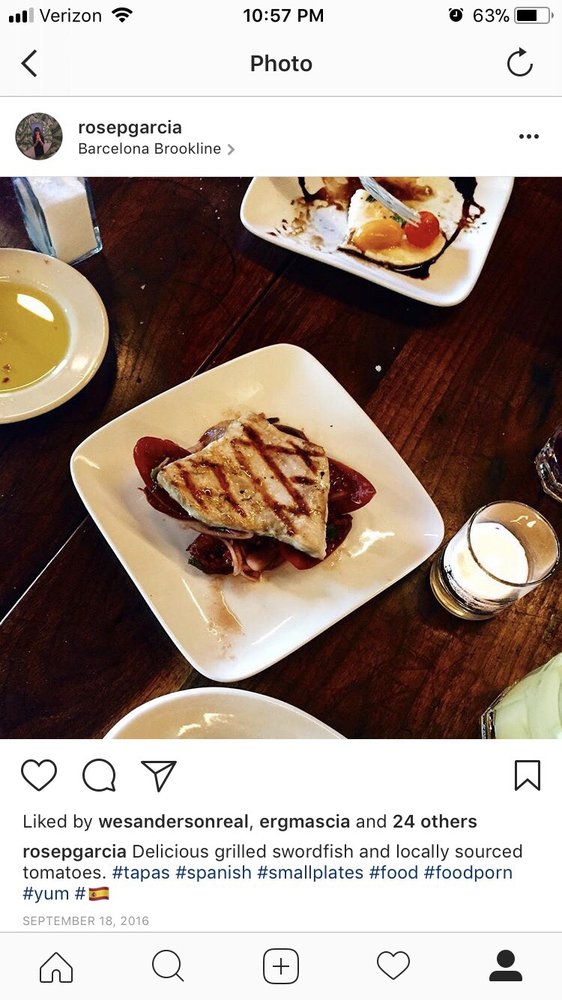 Verizon 10:57 PM 63%
Photo
rosepgarcia
Barcelona Brookline
Liked by wesandersonreal, ergmascia and 24 others
rosepgarcia Delicious grilled swordfish and locally sourced
tomatoes. #tapas #spanish #smallplates #food #foodporn
#yum #🇪🇸
SEPTEMBER 18, 2016